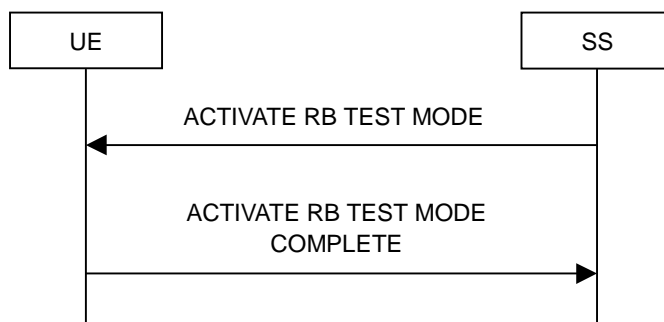 UE
SS
ACTIVATE RB TEST MODE
ACTIVATE RB TEST MODE
COMPLETE